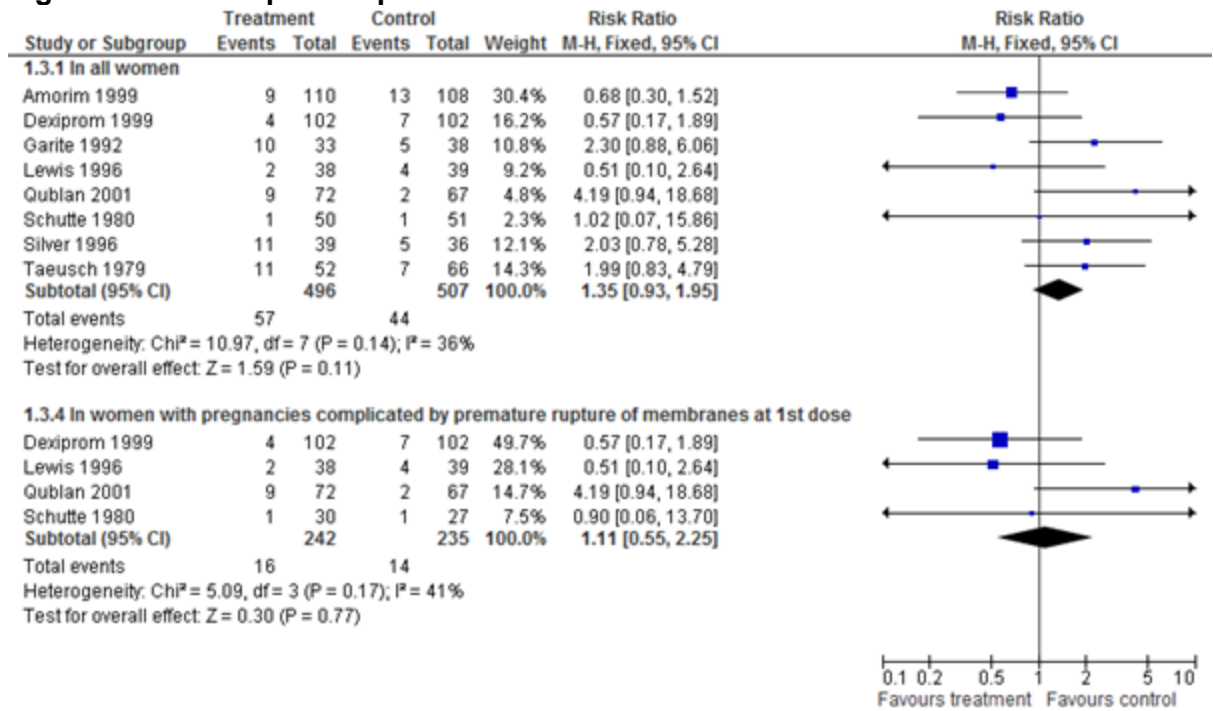 Treatment Control Risk Ratio Risk Ratio
Study or Subgroup Events Total Events Total Weight M-H, Fixed, 95% CI M-H, Fixed, 95% CI
1.3.1 In all women
Amorim 1999 9 110 13 108 30.4% 0.68 [0.30, 1.52]
Dexiprom 1999 4 102 7 102 16.2% 0.57 [0.17, 1.89]
Garite 1992 10 33 5 38 10.8% 2.30 [0.88, 6.06]
Lewis 1996 2 38 4 39 9.2% 0.51 [0.10, 2.64]
Qublan 2001 9 72 2 67 4.8% 4.19 [0.94, 18.68]
Schutte 1980 1 50 1 51 2.3% 1.02 [0.07, 15.86]
Silver 1996 11 39 5 36 12.1% 2.03 [0.78, 5.28]
Taeusch 1979 11 52 7 66 14.3% 1.99 [0.83, 4.79]
Subtotal (95% CI) 496 507 100.0% 1.35 [0.93, 1.95]
Total events 57 44
Heterogeneity: Chi² = 10.97, df = 7 (P = 0.14); I² = 36%
Test for overall effect: Z = 1.59 (P = 0.11)
1.3.4 In women with pregnancies complicated by premature rupture of membranes at 1st dose
Dexiprom 1999 4 102 7 102 49.7% 0.57 [0.17, 1.89]
Lewis 1996 2 38 4 39 28.1% 0.51 [0.10, 2.64]
Qublan 2001 9 72 2 67 14.7% 4.19 [0.94, 18.68]
Schutte 1980 1 30 1 27 7.5% 0.90 [0.06, 13.70]
Subtotal (95% CI) 242 235 100.0% 1.11 [0.55, 2.25]
Total events 16 14
Heterogeneity: Chi² = 5.09, df = 3 (P = 0.17); I² = 41%
Test for overall effect: Z = 0.30 (P = 0.77)
0.1 0.2 0.5 1 2 5 10
Favours treatment Favours control